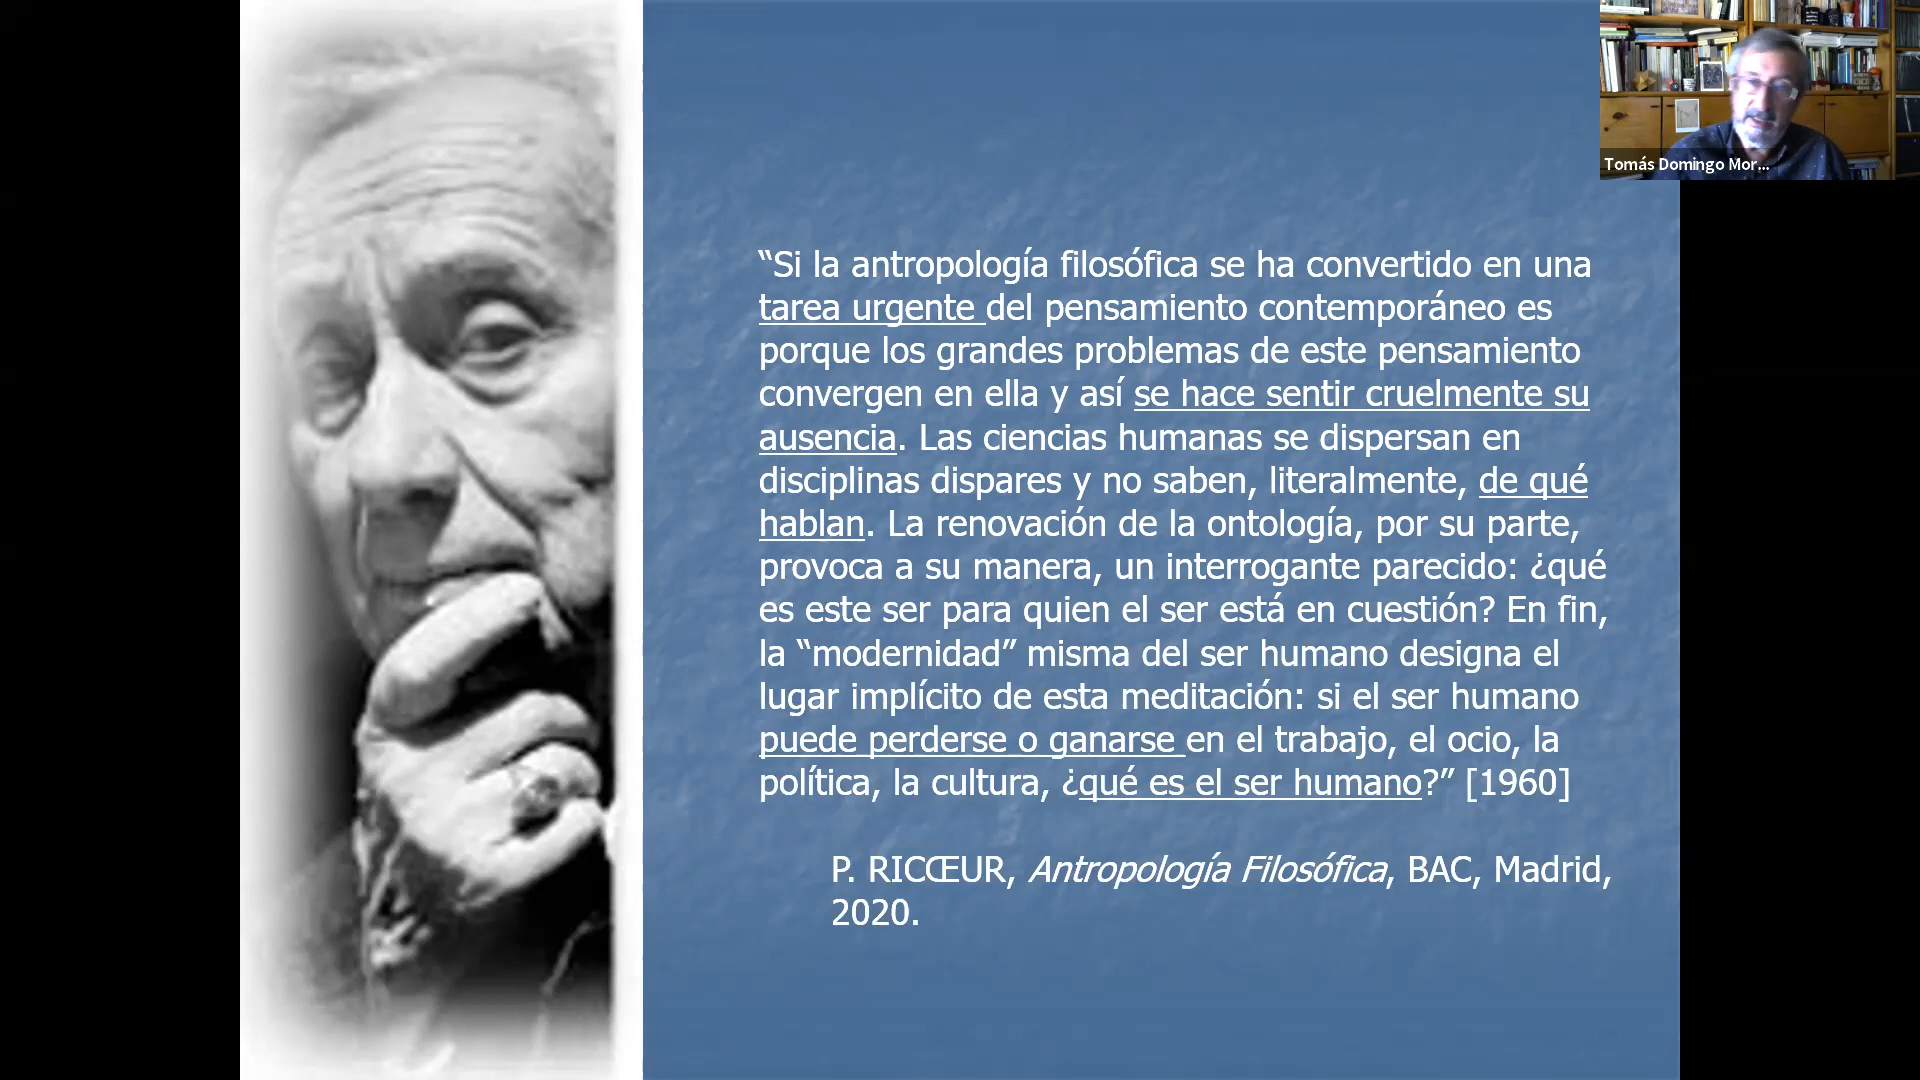 Tomás Domingo Mor...
“Si la antropología filosófica se ha convertido en una
tarea urgente del pensamiento contemporáneo es
porque los grandes problemas de este pensamiento
convergen en ella y así se hace sentir cruelmente su
ausencia. Las ciencias humanas se dispersan en
disciplinas dispares y no saben, literalmente, de qué
hablan. La renovación de la ontología, por su parte,
provoca a su manera, un interrogante parecido: ¿qué
es este ser para quien el ser está en cuestión? En fin,
la “modernidad” misma del ser humano designa el
lugar implícito de esta meditación: si el ser humano
puede perderse o ganarse en el trabajo, el ocio, la
política, la cultura, ¿qué es el ser humano?” [1960]
P. RICŒUR, Antropología Filosófica, BAC, Madrid,
2020.